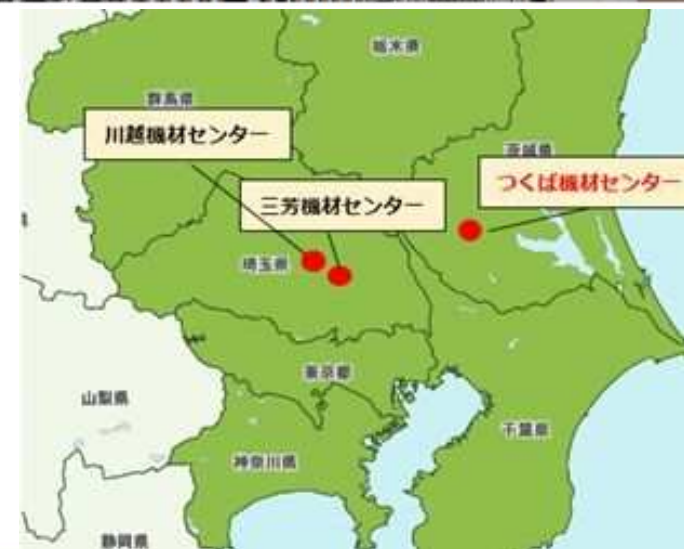 栃木県
群馬県
川越機材センター
茨城県
つくば機材センター
三芳機材センター
埼玉県
東京都
山梨県
千葉県
神奈川県
静岡県